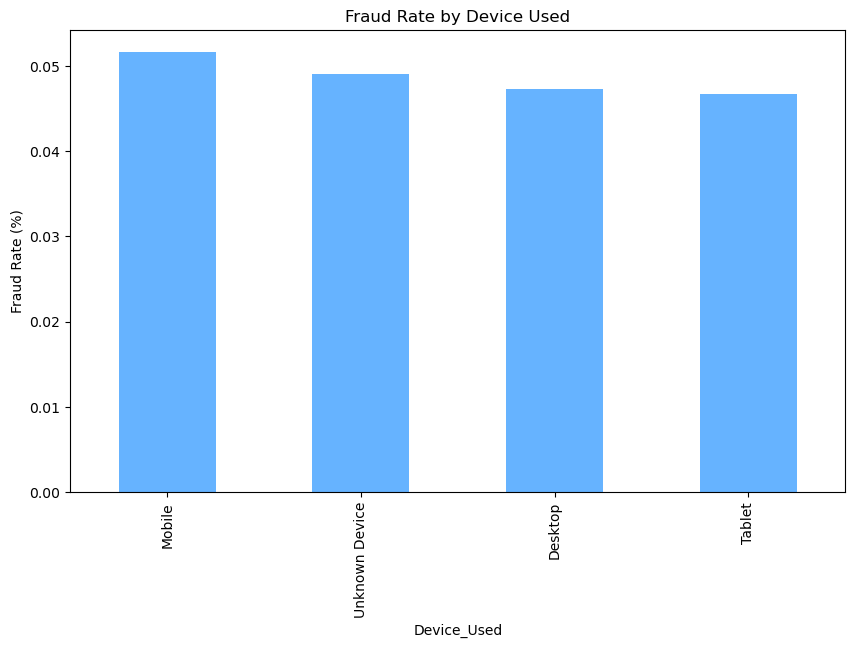 Fraud Rate by Device Used
Fraud Rate (%)
0.05
0.04
0.03
0.02
0.01
0.00
Mobile
Unknown Device
Desktop
Tablet
Device_Used